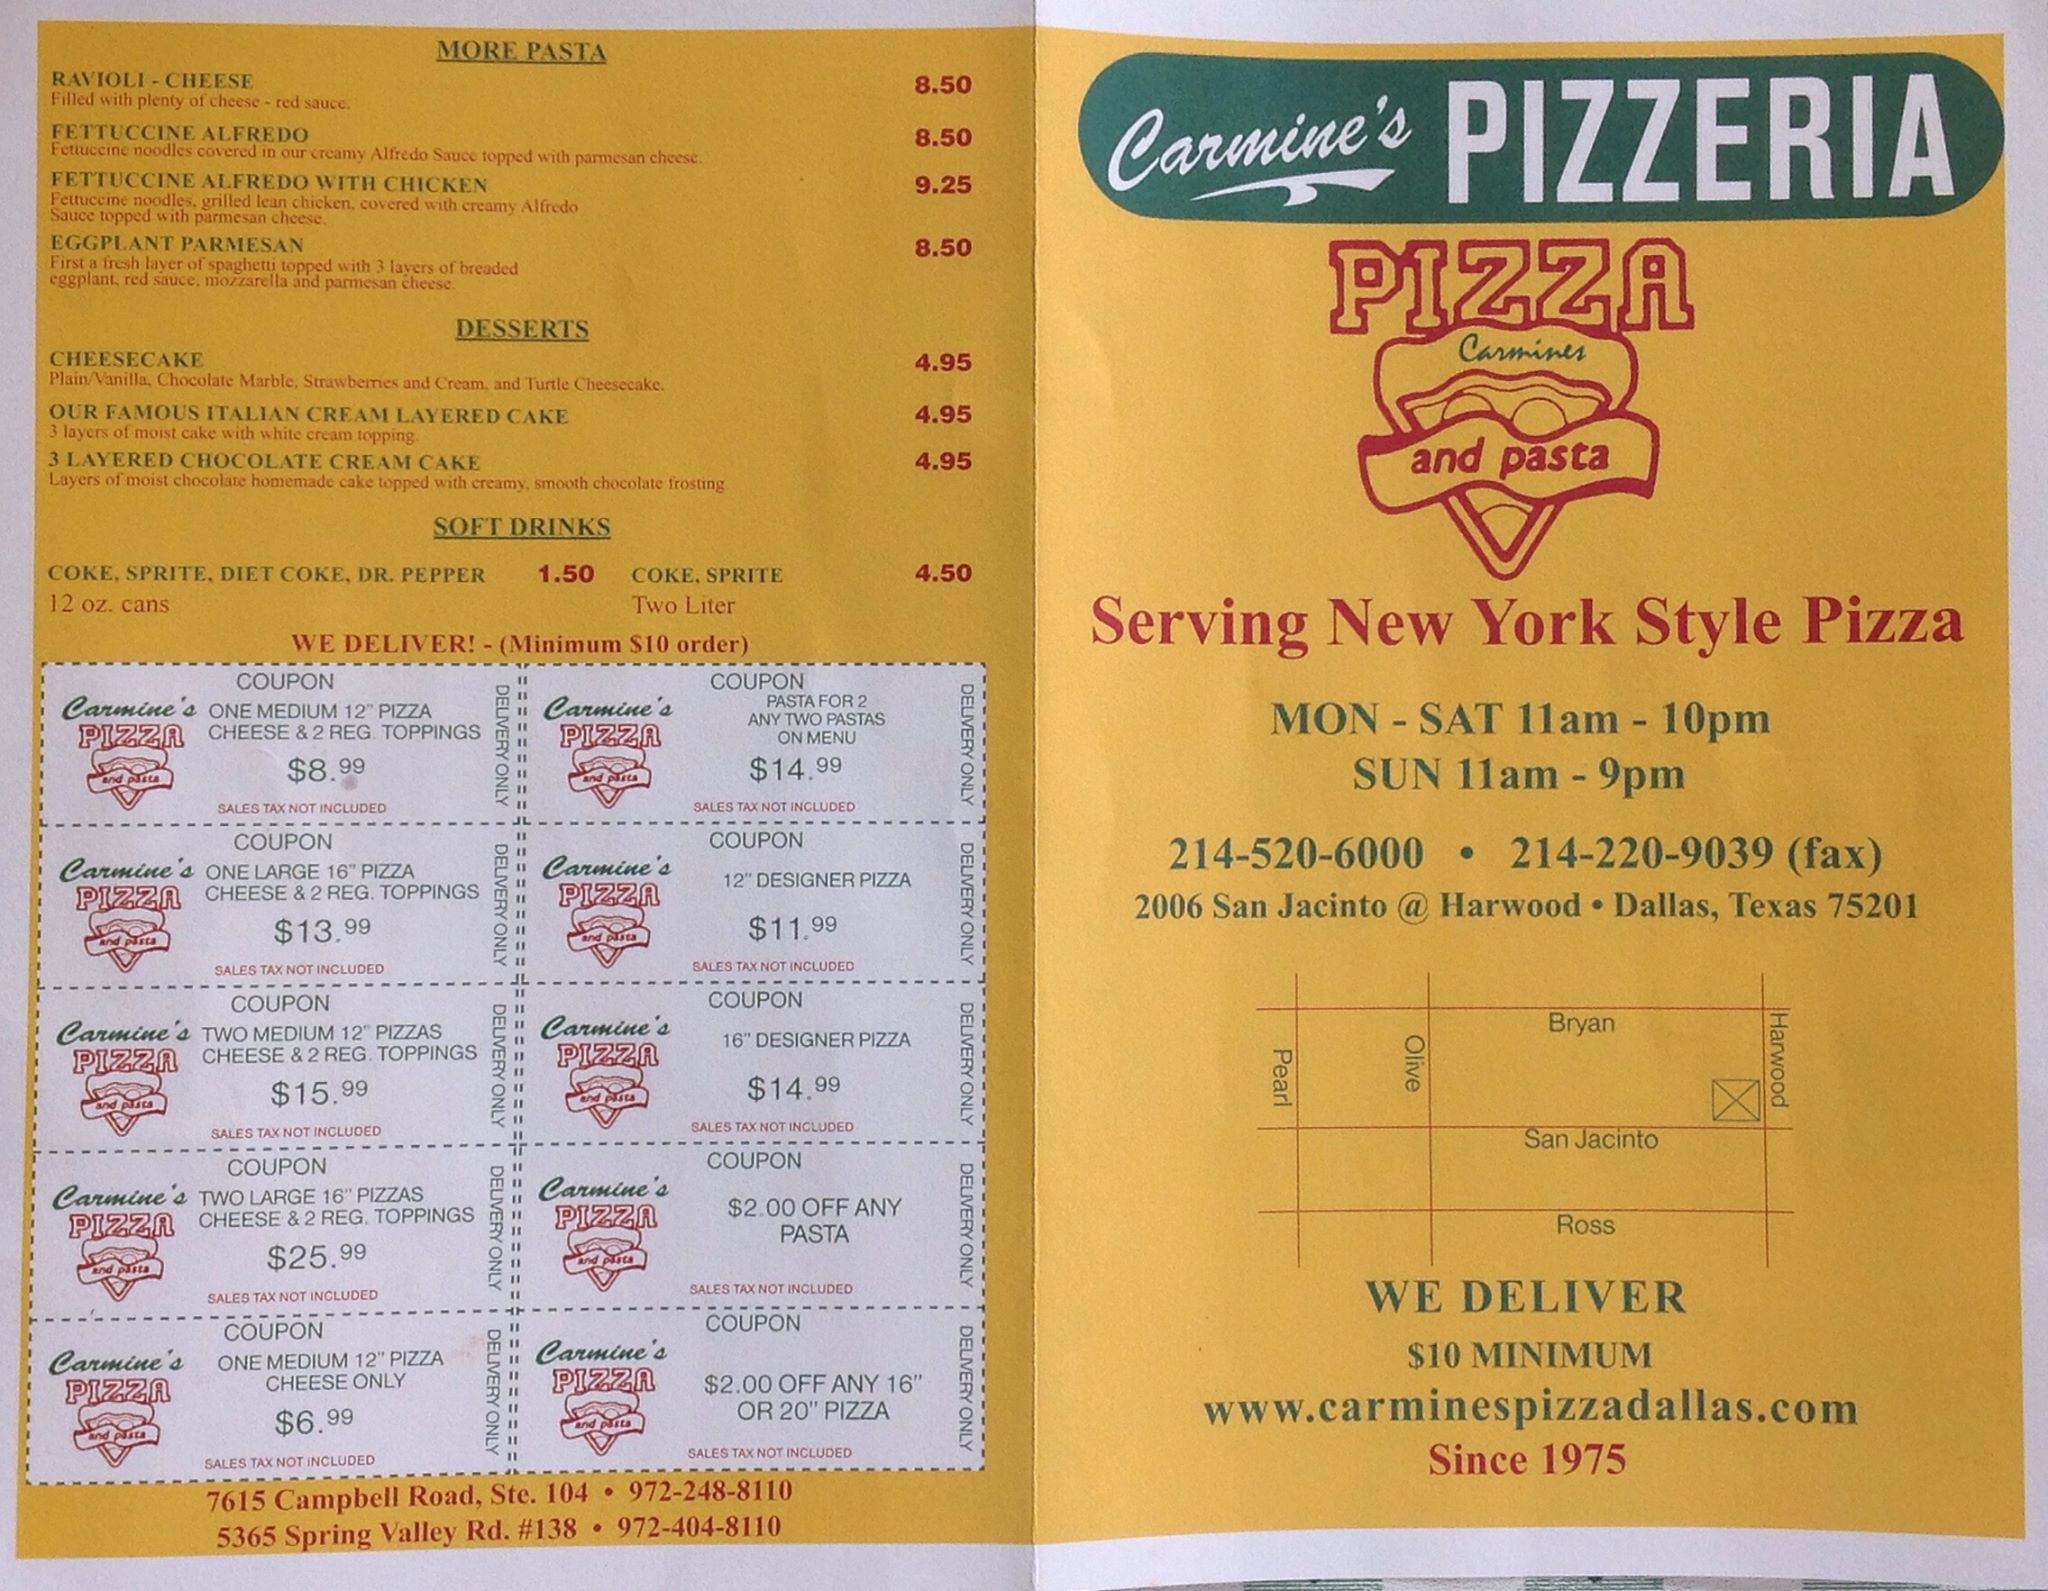 MORE PASTA
RAVIOLI - CHEESE 8.50
Filled with plenty of cheese - red sauce.
FETTUCCINE ALFREDO 8.50
Fettuccine noodles covered in our creamy Alfredo Sauce topped with parmesan cheese.
FETTUCCINE ALFREDO WITH CHICKEN 9.25
Fettuccine noodles, grilled lean chicken, covered with creamy Alfredo
Sauce topped with parmesan cheese.
EGGPLANT PARMESAN 8.50
First a fresh layer of spaghetti topped with 3 layers of breaded
eggplant, red sauce, mozzarella and parmesan cheese.
DESSERTS
CHEESECAKE 4.95
Plain/Vanilla, Chocolate Marble, Strawberries and Cream, and Turtle Cheesecake.
OUR FAMOUS ITALIAN CREAM LAYERED CAKE 4.95
3 layers of moist cake with white cream topping.
3 LAYERED CHOCOLATE CREAM CAKE 4.95
Layers of moist chocolate homemade cake topped with creamy, smooth chocolate frosting
SOFT DRINKS
COKE, SPRITE, DIET COKE, DR. PEPPER 1.50 COKE, SPRITE 4.50
12 oz. cans Two Liter
WE DELIVER! - (Minimum $10 order)
COUPON
Carmine's
PIZZA
and pasta
ONE MEDIUM 12" PIZZA
CHEESE & 2 REG. TOPPINGS
$8.99
SALES TAX NOT INCLUDED
DELIVERY ONLY
COUPON
Carmine's
PIZZA
and pasta
PASTA FOR 2
ANY TWO PASTAS
ON MENU
$14.99
SALES TAX NOT INCLUDED
DELIVERY ONLY
COUPON
Carmine's
PIZZA
and pasta
ONE LARGE 16" PIZZA
CHEESE & 2 REG. TOPPINGS
$13.99
SALES TAX NOT INCLUDED
DELIVERY ONLY
COUPON
Carmine's
PIZZA
and pasta
12" DESIGNER PIZZA
$11.99
SALES TAX NOT INCLUDED
DELIVERY ONLY
COUPON
Carmine's
PIZZA
and pasta
TWO MEDIUM 12" PIZZAS
CHEESE & 2 REG. TOPPINGS
$15.99
SALES TAX NOT INCLUDED
DELIVERY ONLY
COUPON
Carmine's
PIZZA
and pasta
16" DESIGNER PIZZA
$14.99
SALES TAX NOT INCLUDED
DELIVERY ONLY
COUPON
Carmine's
PIZZA
and pasta
TWO LARGE 16" PIZZAS
CHEESE & 2 REG. TOPPINGS
$25.99
SALES TAX NOT INCLUDED
DELIVERY ONLY
COUPON
Carmine's
PIZZA
and pasta
$2.00 OFF ANY
PASTA
SALES TAX NOT INCLUDED
DELIVERY ONLY
COUPON
Carmine's
PIZZA
and pasta
ONE MEDIUM 12" PIZZA
CHEESE ONLY
$6.99
SALES TAX NOT INCLUDED
DELIVERY ONLY
COUPON
Carmine's
PIZZA
and pasta
$2.00 OFF ANY 16"
OR 20" PIZZA
SALES TAX NOT INCLUDED
DELIVERY ONLY
7615 Campbell Road, Ste. 104 • 972-248-8110
5365 Spring Valley Rd. #138 • 972-404-8110
Carmine's PIZZERIA
PIZZA
Carmines
and pasta
Serving New York Style Pizza
MON - SAT 11am - 10pm
SUN 11am - 9pm
214-520-6000 • 214-220-9039 (fax)
2006 San Jacinto @ Harwood • Dallas, Texas 75201
Bryan
Pearl
Olive
Harwood
San Jacinto
Ross
WE DELIVER
$10 MINIMUM
www.carminespizzadallas.com
Since 1975